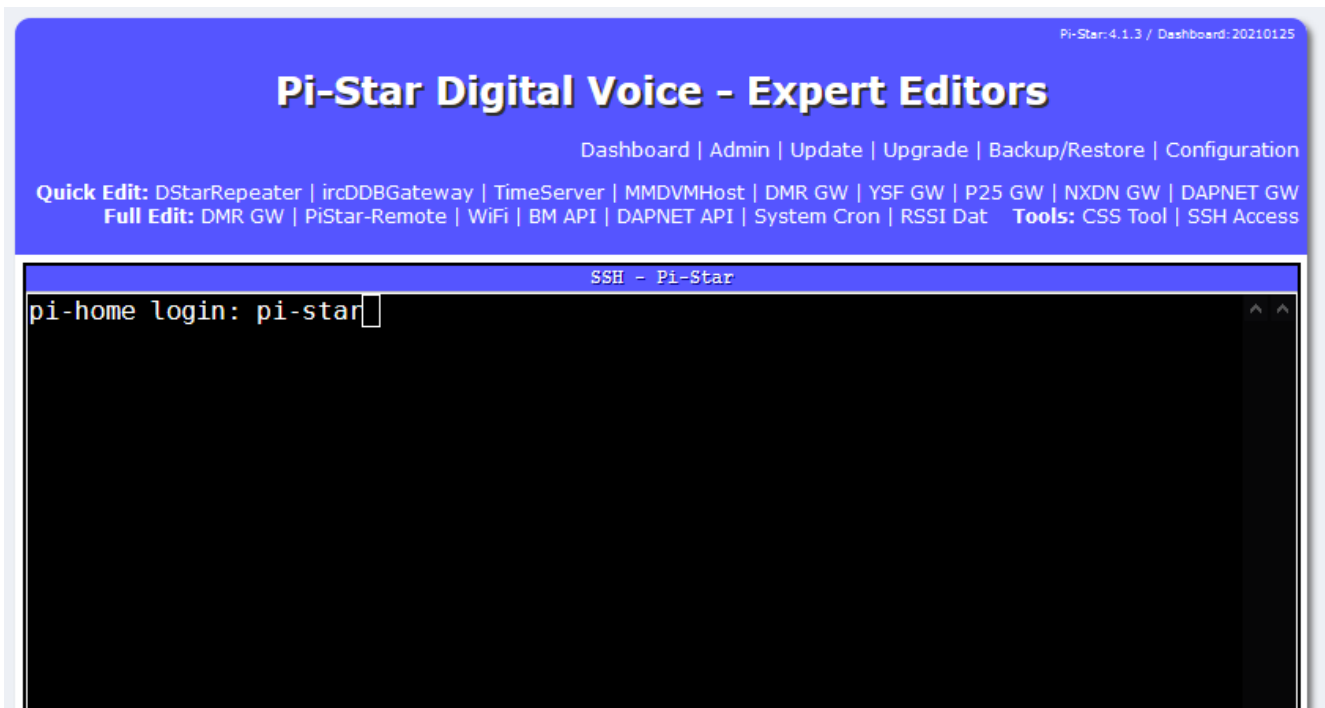 Pi-Star:4.1.3 / Dashboard:20210125
Pi-Star Digital Voice - Expert Editors
Dashboard | Admin | Update | Upgrade | Backup/Restore | Configuration
Quick Edit: DStarRepeater | ircDDBGateway | TimeServer | MMDVMHost | DMR GW | YSF GW | P25 GW | NXDN GW | DAPNET GW
Full Edit: DMR GW | PiStar-Remote | WiFi | BM API | DAPNET API | System Cron | RSSI Dat Tools: CSS Tool | SSH Access
SSH - Pi-Star
pi-home login: pi-star